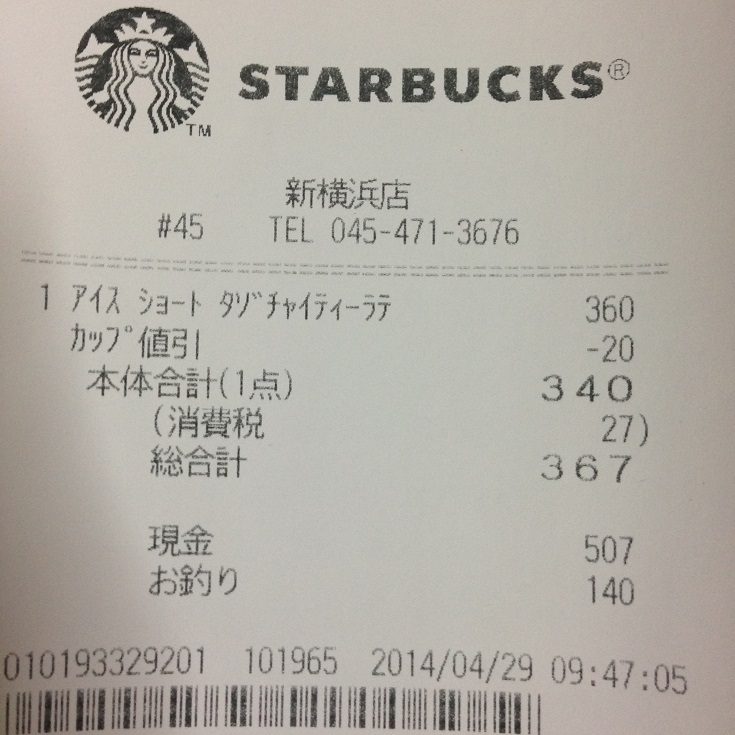 TM
STARBUCKS®
新横浜店
#45 TEL 045-471-3676
1 アイス ショート タゾチャイティーラテ 360
カップ値引 -20
本体合計(1点) 340
(消費税 27)
総合計 367
現金 507
お釣り 140
010193329201 101965 2014/04/29 09:47:05